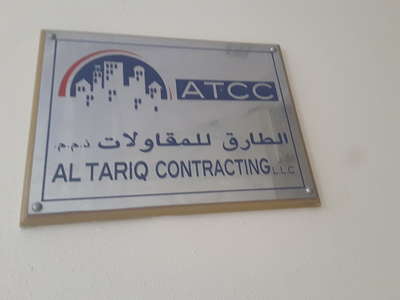 ATCC
الطارق للمقاولات ذ.م.م.
AL TARIQ CONTRACTING L.L.C